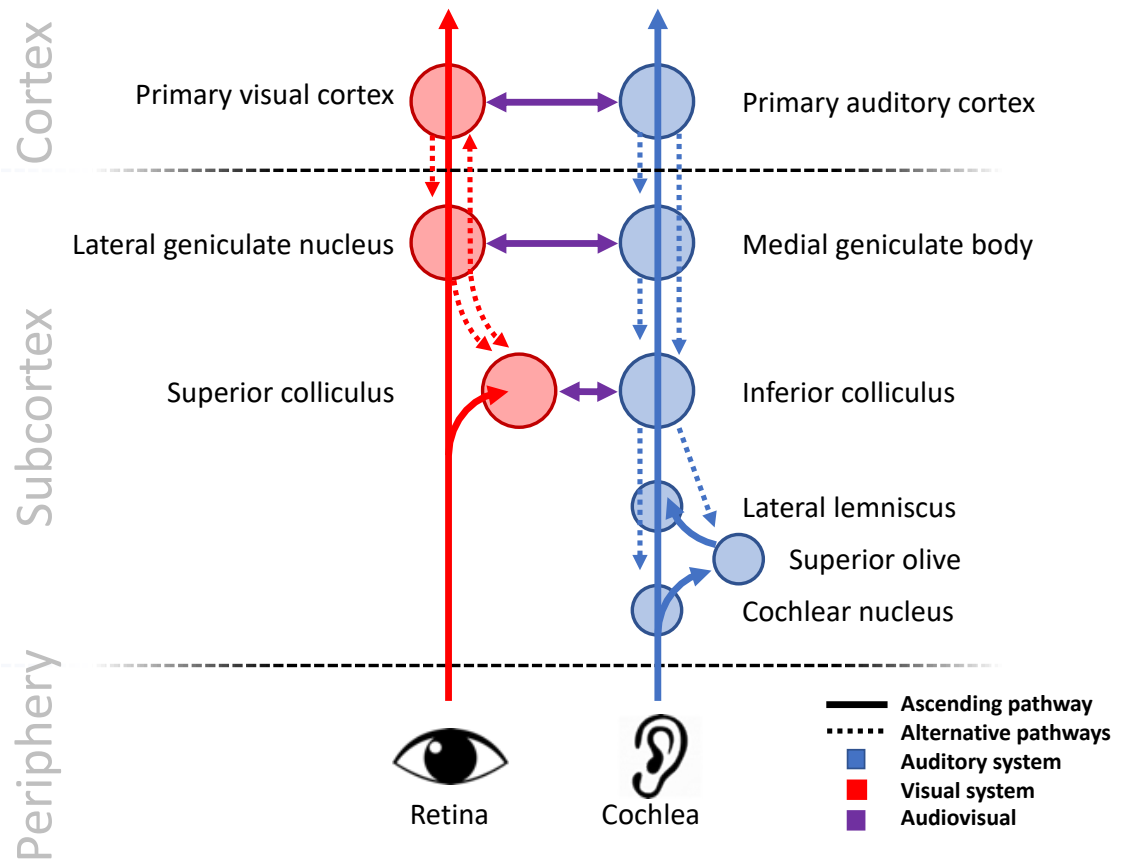 Cortex
Primary visual cortex
Primary auditory cortex
Lateral geniculate nucleus
Medial geniculate body
Subcortex
Superior colliculus
Inferior colliculus
Lateral lemniscus
Superior olive
Cochlear nucleus
Periphery
Retina
Cochlea
Ascending pathway
Alternative pathways
Auditory system
Visual system
Audiovisual